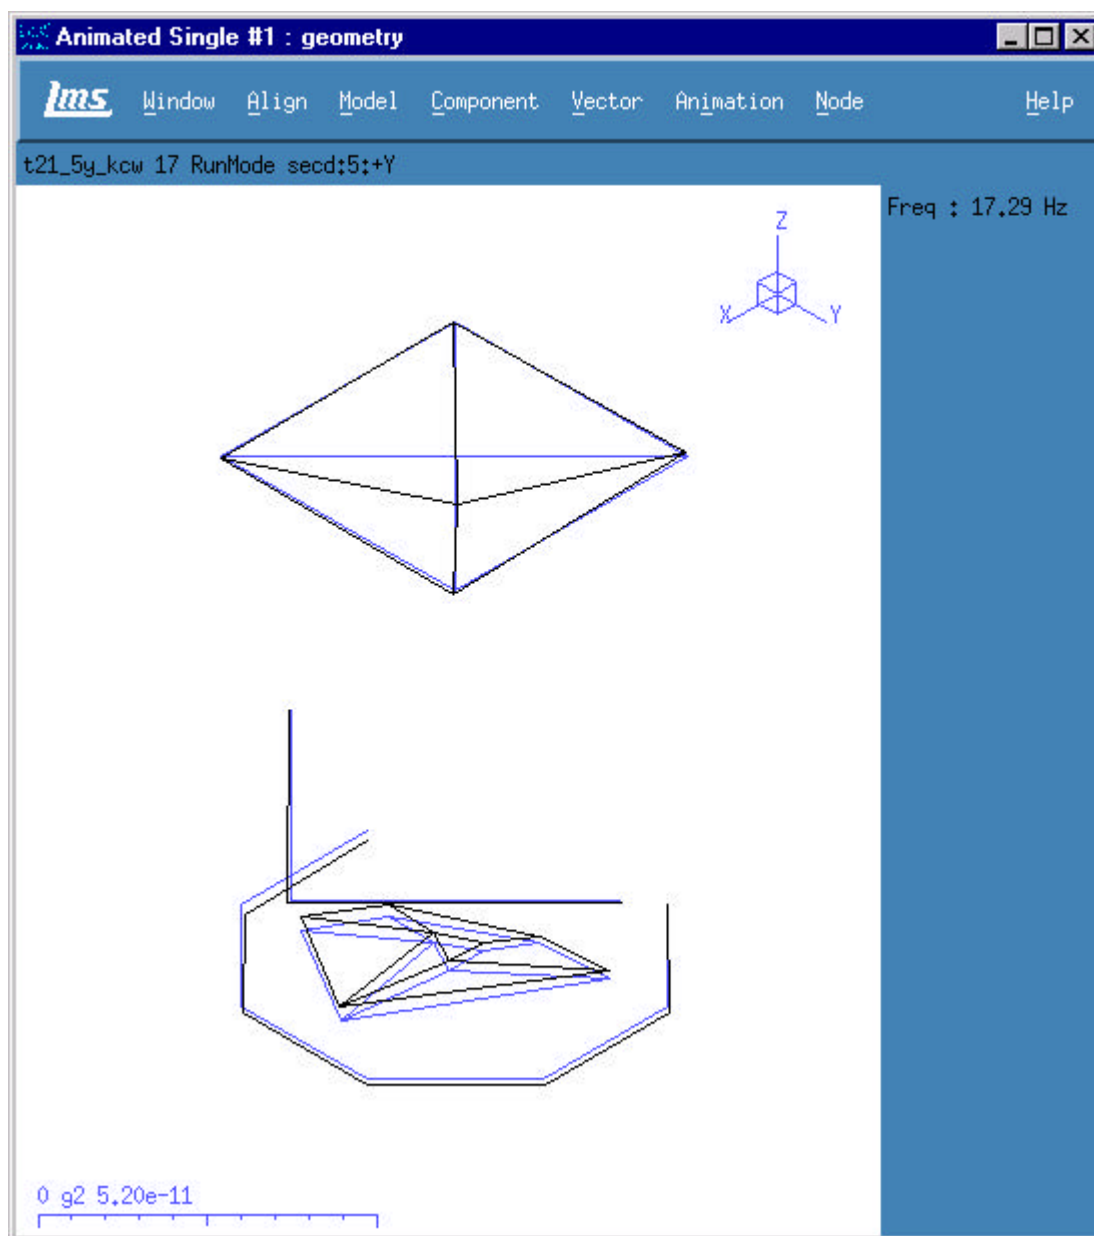 Animated Single #1 : geometry
lms Window Align Model Component Vector Animation Node Help
t21_5y_kcw 17 RunMode secd:5:+Y
Freq : 17.29 Hz
Z
X Y
0 g2 5.20e-11